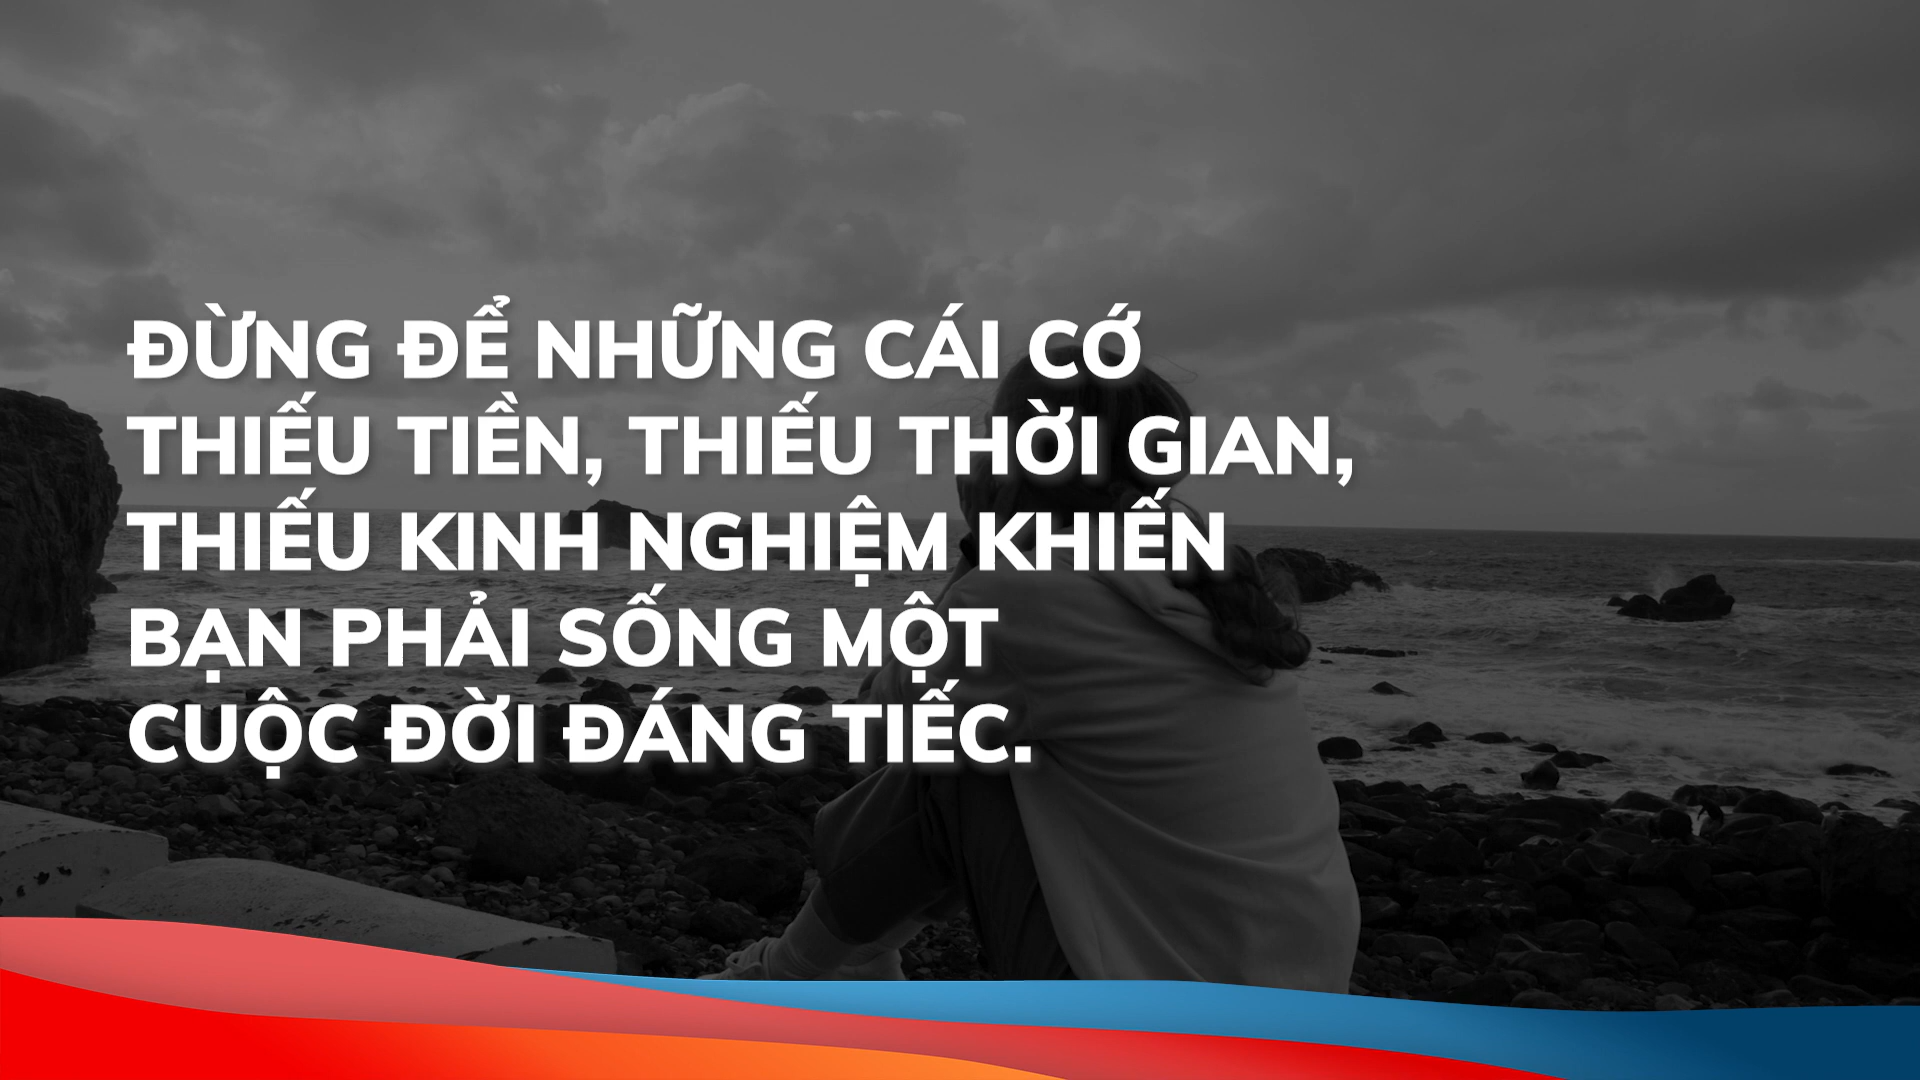 ĐỪNG ĐỂ NHỮNG CÁI CỚ
THIẾU TIỀN, THIẾU THỜI GIAN,
THIẾU KINH NGHIỆM KHIẾN
BẠN PHẢI SỐNG MỘT
CUỘC ĐỜI ĐÁNG TIẾC.